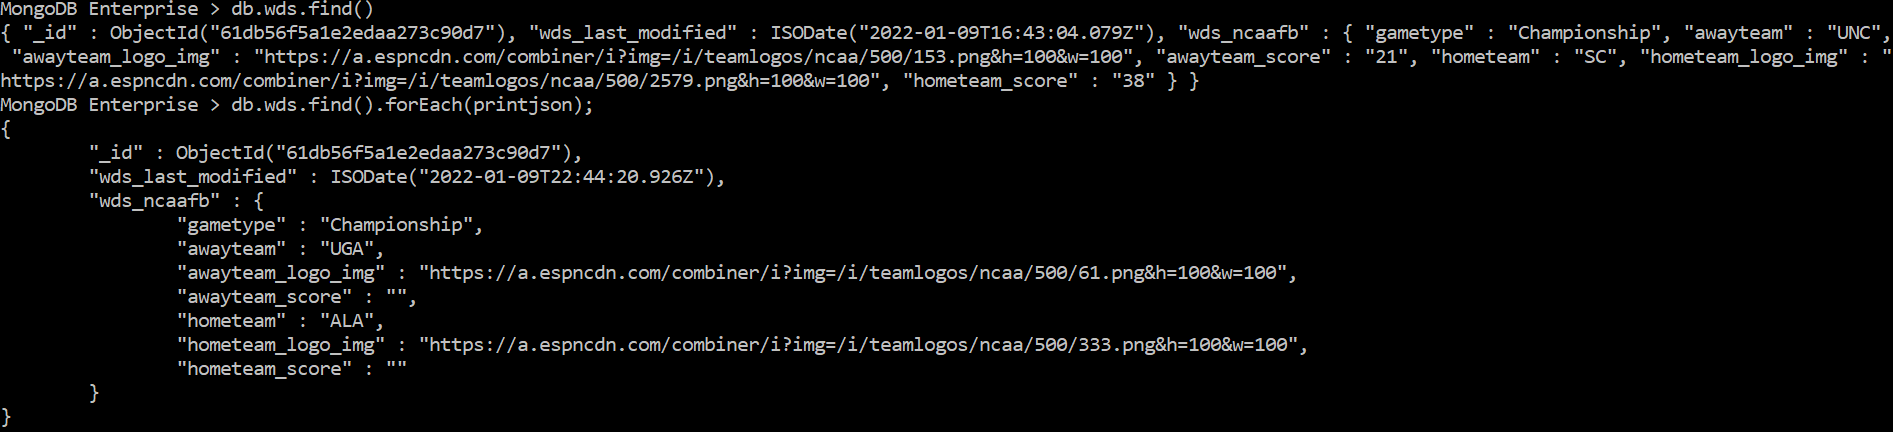 MongoDB Enterprise > db.wds.find()
{ "_id" : ObjectId("61db56f5a1e2edaa273c90d7"), "wds_last_modified" : ISODate("2022-01-09T16:43:04.079Z"), "wds_ncaafb" : { "gametype" : "Championship", "awayteam" : "UNC",
"awayteam_logo_img" : "https://a.espncdn.com/combiner/i?img=/i/teamlogos/ncaa/500/153.png&h=100&w=100", "awayteam_score" : "21", "hometeam" : "SC", "hometeam_logo_img" : "
https://a.espncdn.com/combiner/i?img=/i/teamlogos/ncaa/500/2579.png&h=100&w=100", "hometeam_score" : "38" } }
MongoDB Enterprise > db.wds.find().forEach(printjson);
{
"_id" : ObjectId("61db56f5a1e2edaa273c90d7"),
"wds_last_modified" : ISODate("2022-01-09T22:44:20.926Z"),
"wds_ncaafb" : {
"gametype" : "Championship",
"awayteam" : "UGA",
"awayteam_logo_img" : "https://a.espncdn.com/combiner/i?img=/i/teamlogos/ncaa/500/61.png&h=100&w=100",
"awayteam_score" : "",
"hometeam" : "ALA",
"hometeam_logo_img" : "https://a.espncdn.com/combiner/i?img=/i/teamlogos/ncaa/500/333.png&h=100&w=100",
"hometeam_score" : ""
}
}